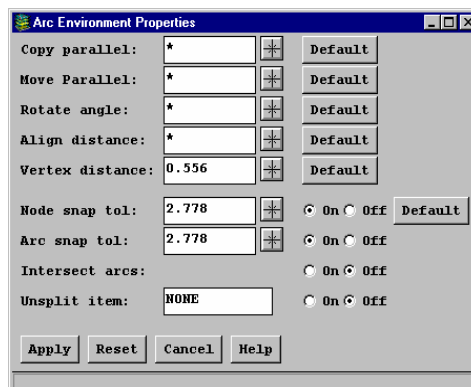 Arc Environment Properties
Copy parallel: * Default
Move Parallel: * Default
Rotate angle: * Default
Align distance: * Default
Vertex distance: 0.556 Default
Node snap tol: 2.778 On Off Default
Arc snap tol: 2.778 On Off
Intersect arcs: On Off
Unsplit item: NONE On Off
Apply Reset Cancel Help